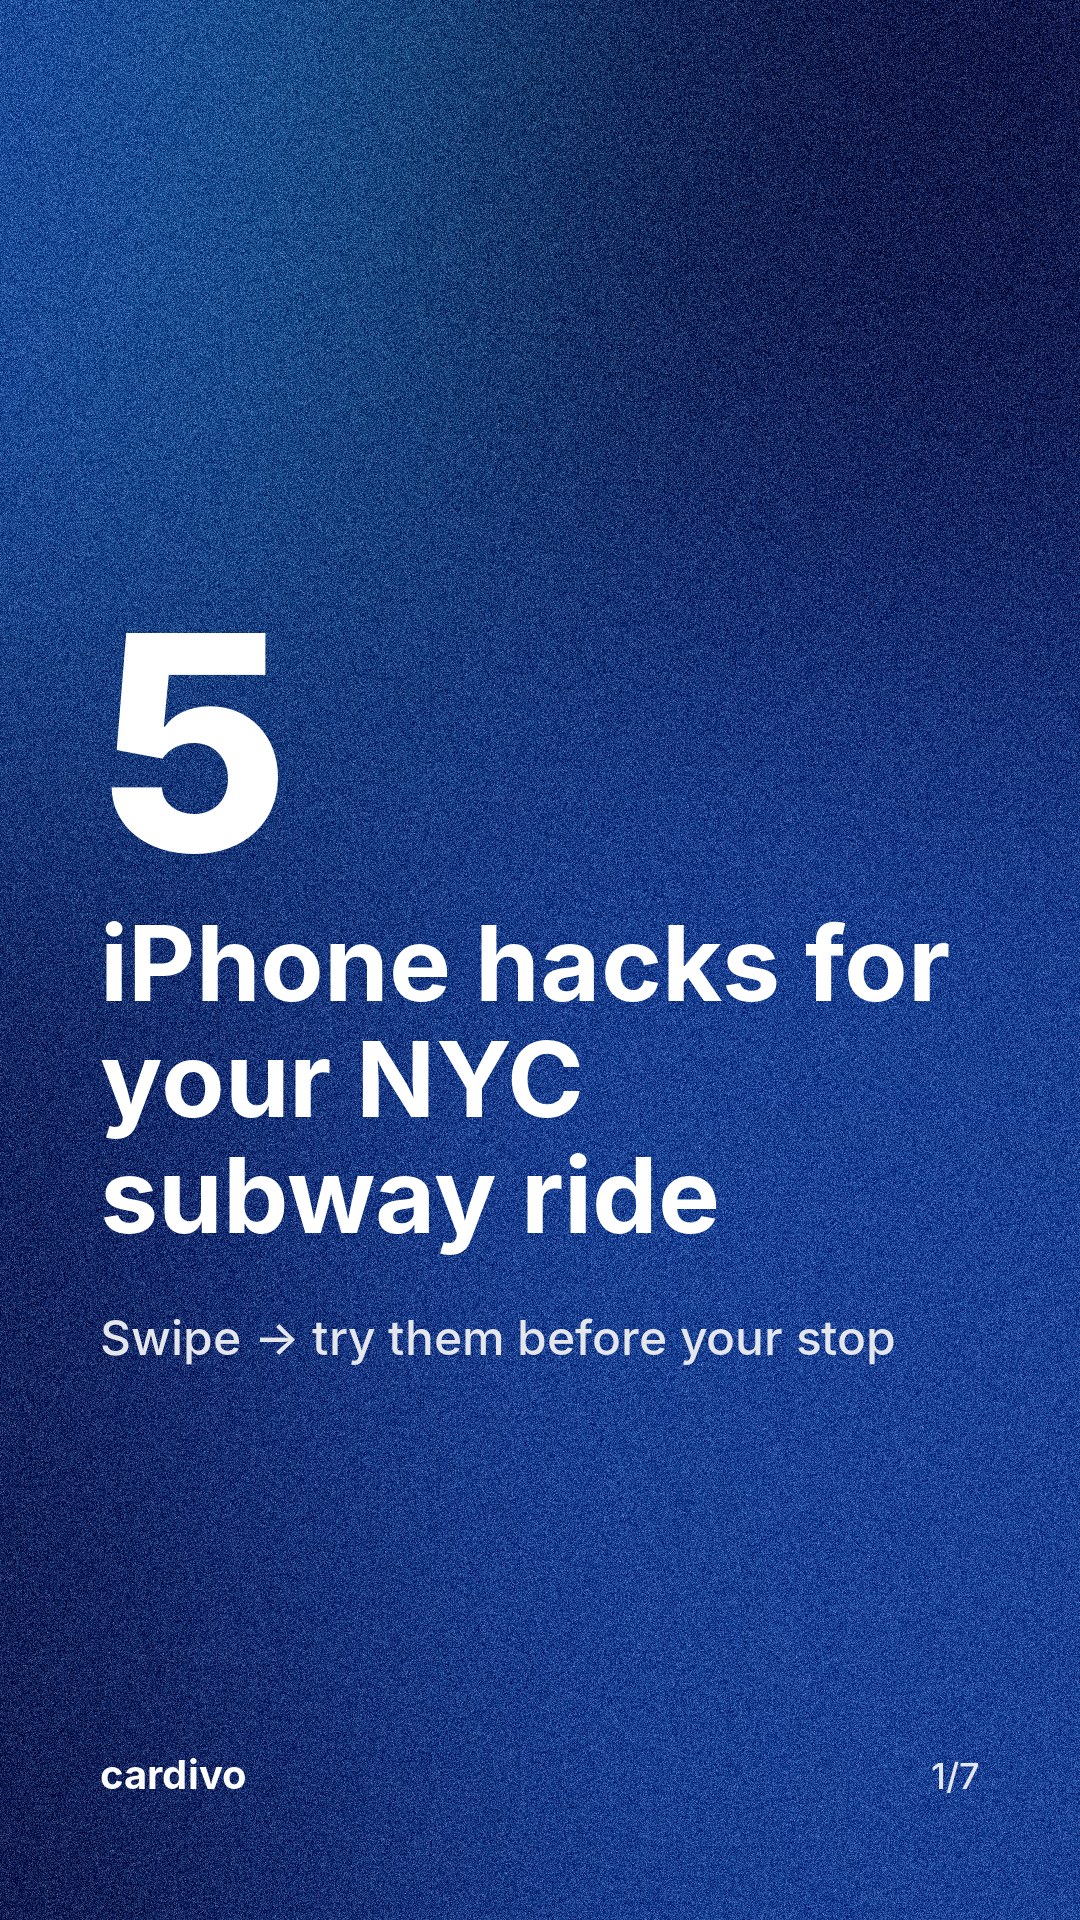 5
iPhone hacks for
your NYC
subway ride
Swipe → try them before your stop
cardivo
1/7